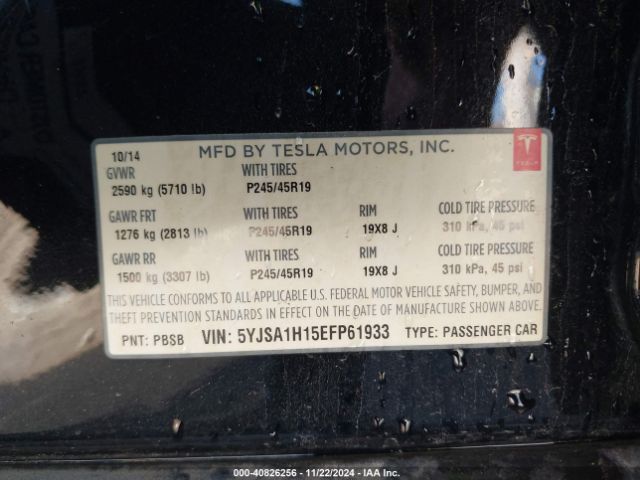 10/14 MFD BY TESLA MOTORS, INC. TESLA
GVWR WITH TIRES
2590 kg (5710 lb) P245/45R19
GAWR FRT WITH TIRES RIM COLD TIRE PRESSURE
1276 kg (2813 lb) P245/45R19 19X8 J 310 kPa, 45 psi
GAWR RR WITH TIRES RIM COLD TIRE PRESSURE
1500 kg (3307 lb) P245/45R19 19X8 J 310 kPa, 45 psi
THIS VEHICLE CONFORMS TO ALL APPLICABLE U.S. FEDERAL MOTOR VEHICLE SAFETY, BUMPER, AND
THEFT PREVENTION STANDARDS IN EFFECT ON THE DATE OF MANUFACTURE SHOWN ABOVE.
PNT: PBSB VIN: 5YJSA1H15EFP61933 TYPE: PASSENGER CAR
000-40826256 - 11/22/2024 - IAA Inc.